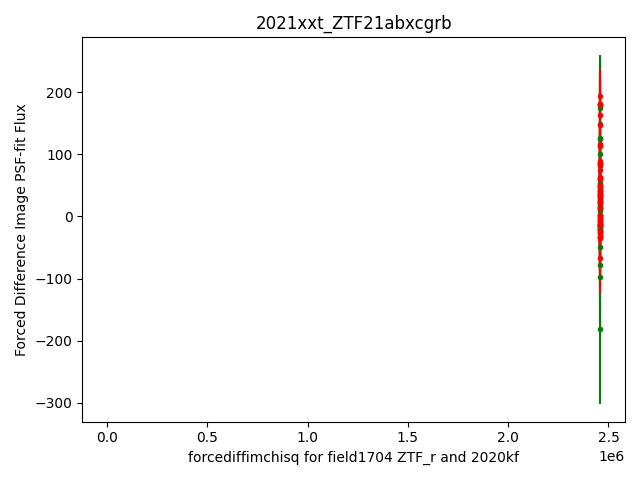 2021xxt_ZTF21abxcgrb
Forced Difference Image PSF-fit Flux
200
100
0
−100
−200
−300
0.0 0.5 1.0 1.5 2.0 2.5
1e6
forcediffimchisq for field1704 ZTF_r and 2020kf